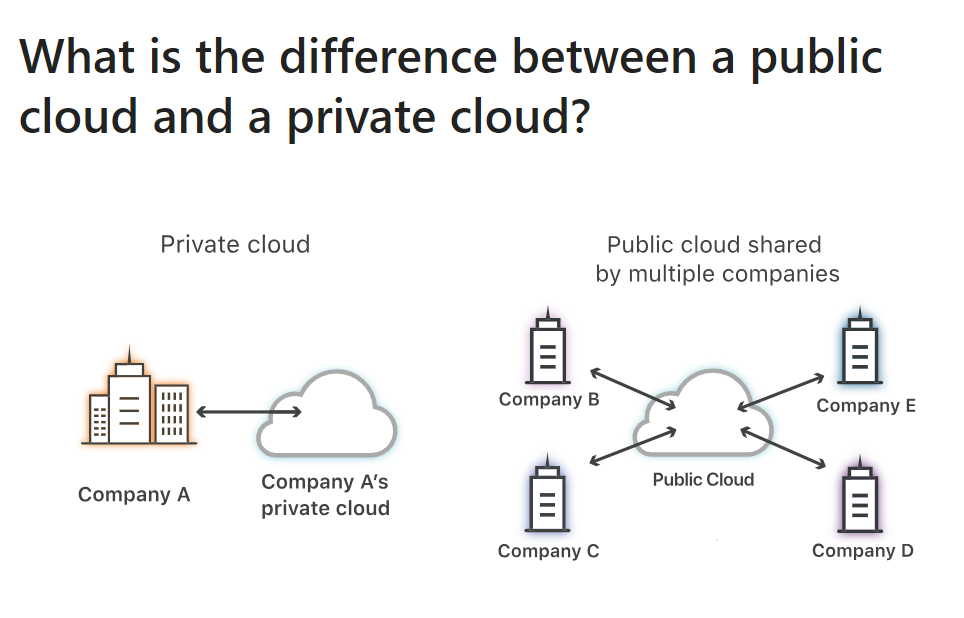 What is the difference between a public
cloud and a private cloud?
Private cloud
Company A
Company A's
private cloud
Public cloud shared
by multiple companies
Company B
Company E
Public Cloud
Company C
Company D